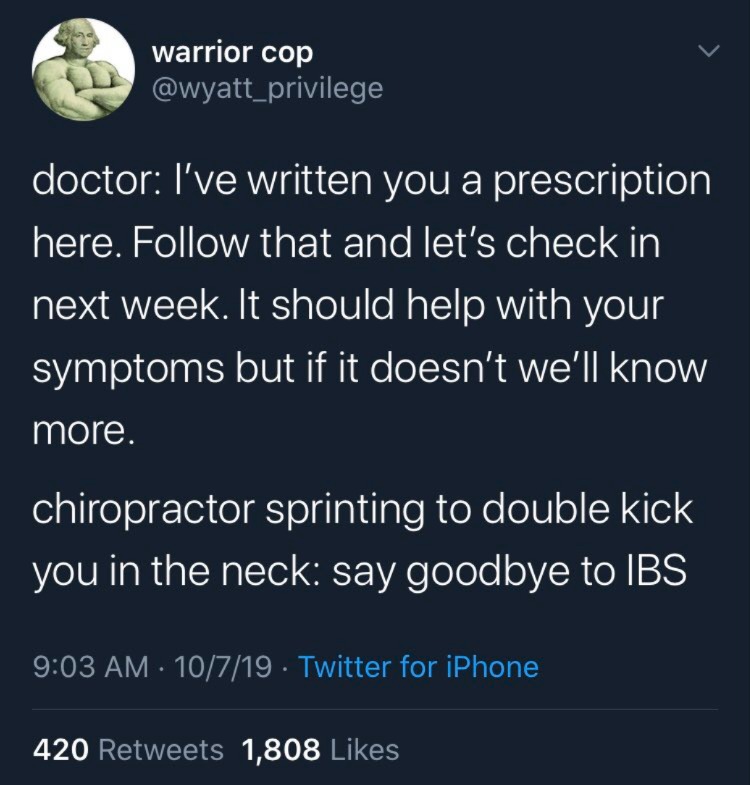 warrior cop
@wyatt_privilege
doctor: I’ve written you a prescription
here. Follow that and let’s check in
next week. It should help with your
symptoms but if it doesn’t we’ll know
more.
chiropractor sprinting to double kick
you in the neck: say goodbye to IBS
9:03 AM · 10/7/19 · Twitter for iPhone
420 Retweets 1,808 Likes